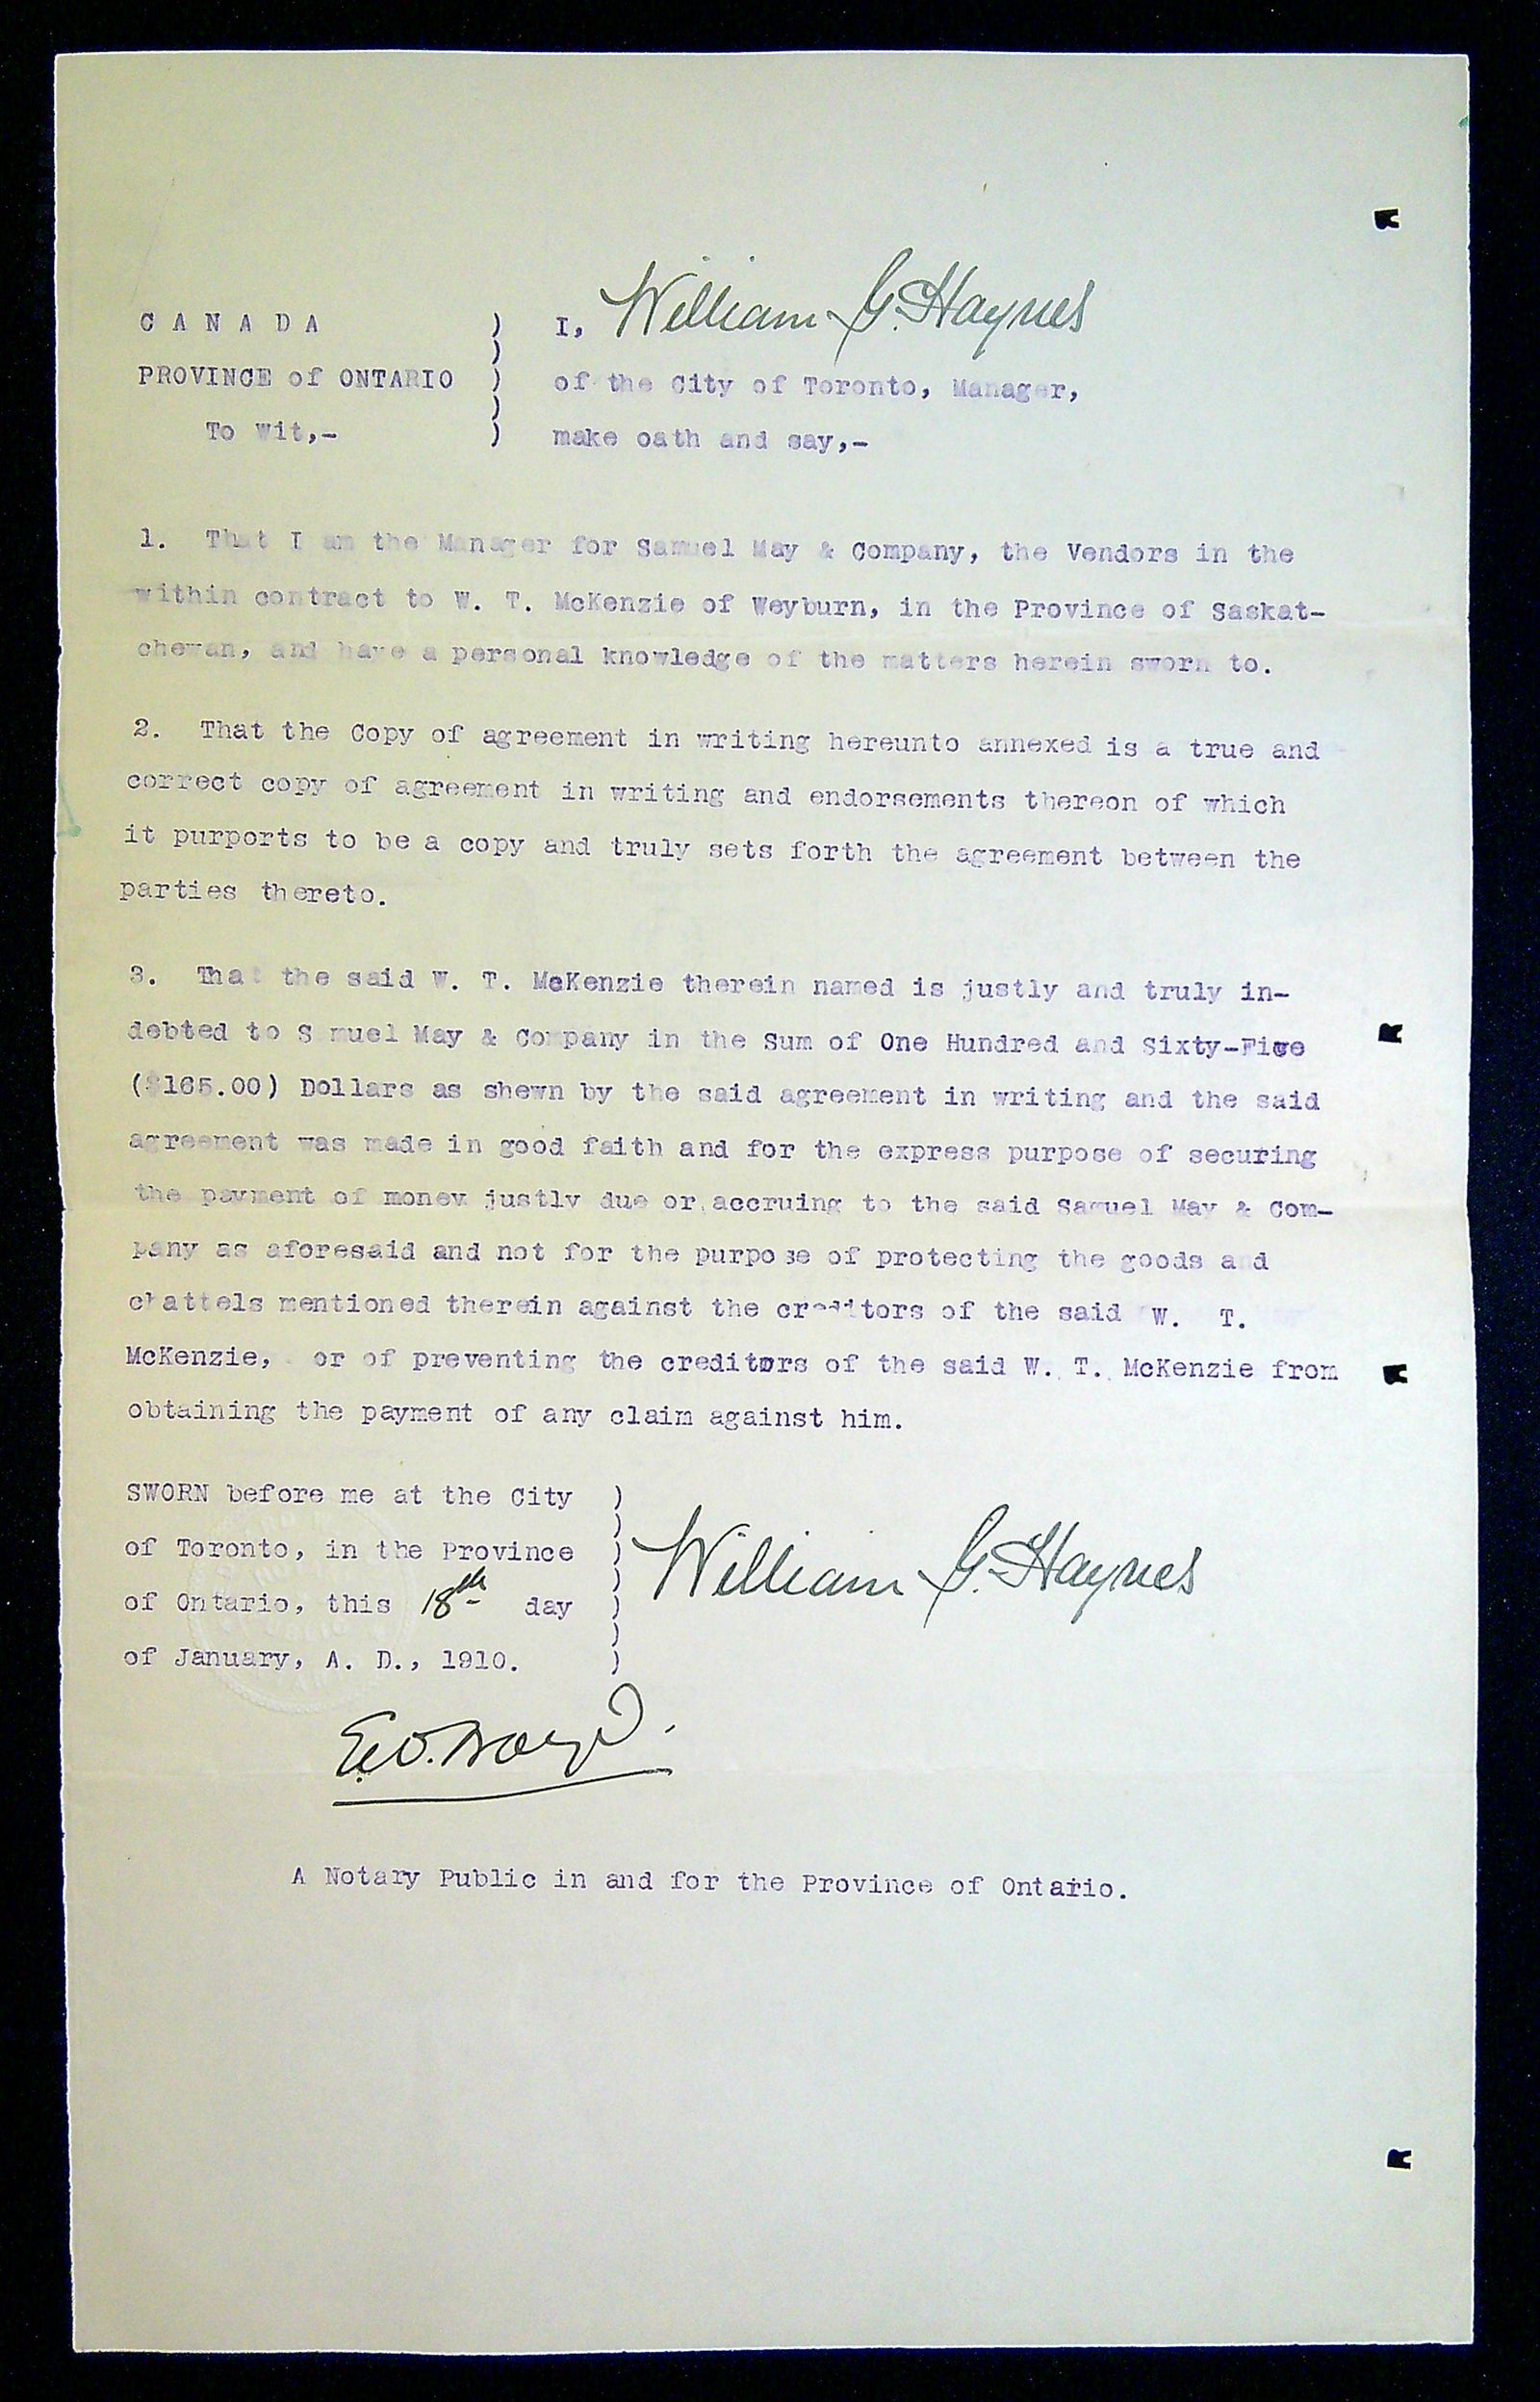 CANADA ) I, William G. Haynes
)
PROVINCE of ONTARIO ) of the City of Toronto, Manager,
)
To Wit,- ) make oath and say,-
1. That I am the Manager for Samuel May & Company, the Vendors in the
within contract to W. T. McKenzie of Weyburn, in the Province of Saskat-
chewan, and have a personal knowledge of the matters herein sworn to.
2. That the Copy of agreement in writing hereunto annexed is a true and
correct copy of agreement in writing and endorsements thereon of which
it purports to be a copy and truly sets forth the agreement between the
parties thereto.
3. That the said W. T. McKenzie therein named is justly and truly in-
debted to Samuel May & Company in the Sum of One Hundred and Sixty-Five
($165.00) Dollars as shewn by the said agreement in writing and the said
agreement was made in good faith and for the express purpose of securing
the payment of money justly due or accruing to the said Samuel May & Com-
pany as aforesaid and not for the purpose of protecting the goods and
chattels mentioned therein against the creditors of the said W. T.
McKenzie, or of preventing the creditors of the said W. T. McKenzie from
obtaining the payment of any claim against him.
SWORN before me at the City )
)
of Toronto, in the Province ) William G. Haynes
)
of Ontario, this 18th day )
)
of January, A. D., 1910. )
A Notary Public in and for the Province of Ontario.